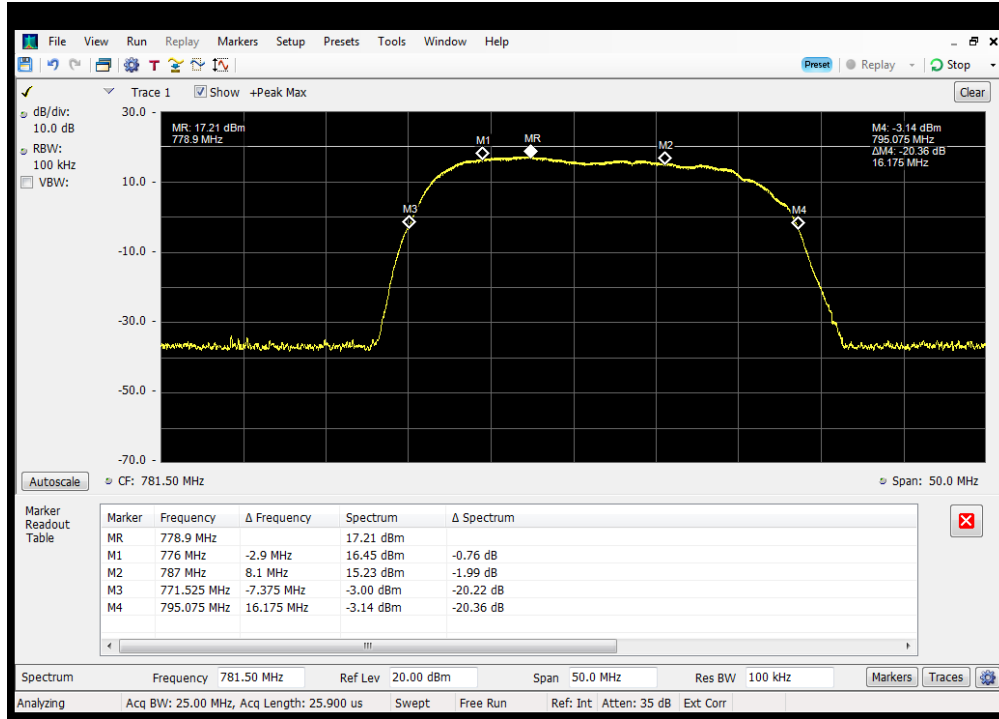 File View Run Replay Markers Setup Presets Tools Window Help
T Preset Replay Stop
Trace 1 Show +Peak Max Clear
dB/div:
10.0 dB
RBW:
100 kHz
VBW:
30.0 -
10.0 -
-10.0 -
-30.0 -
-50.0 -
-70.0 -
MR: 17.21 dBm
778.9 MHz
M4: -3.14 dBm
795.075 MHz
ΔM4: -20.36 dB
16.175 MHz
M1
MR
M2
M3
M4
Autoscale CF: 781.50 MHz Span: 50.0 MHz
Marker
Readout
Table
Marker Frequency Δ Frequency Spectrum Δ Spectrum
MR 778.9 MHz 17.21 dBm
M1 776 MHz -2.9 MHz 16.45 dBm -0.76 dB
M2 787 MHz 8.1 MHz 15.23 dBm -1.99 dB
M3 771.525 MHz -7.375 MHz -3.00 dBm -20.22 dB
M4 795.075 MHz 16.175 MHz -3.14 dBm -20.36 dB
Spectrum Frequency 781.50 MHz Ref Lev 20.00 dBm Span 50.0 MHz Res BW 100 kHz Markers Traces
Analyzing Acq BW: 25.00 MHz, Acq Length: 25.900 us Swept Free Run Ref: Int Atten: 35 dB Ext Corr